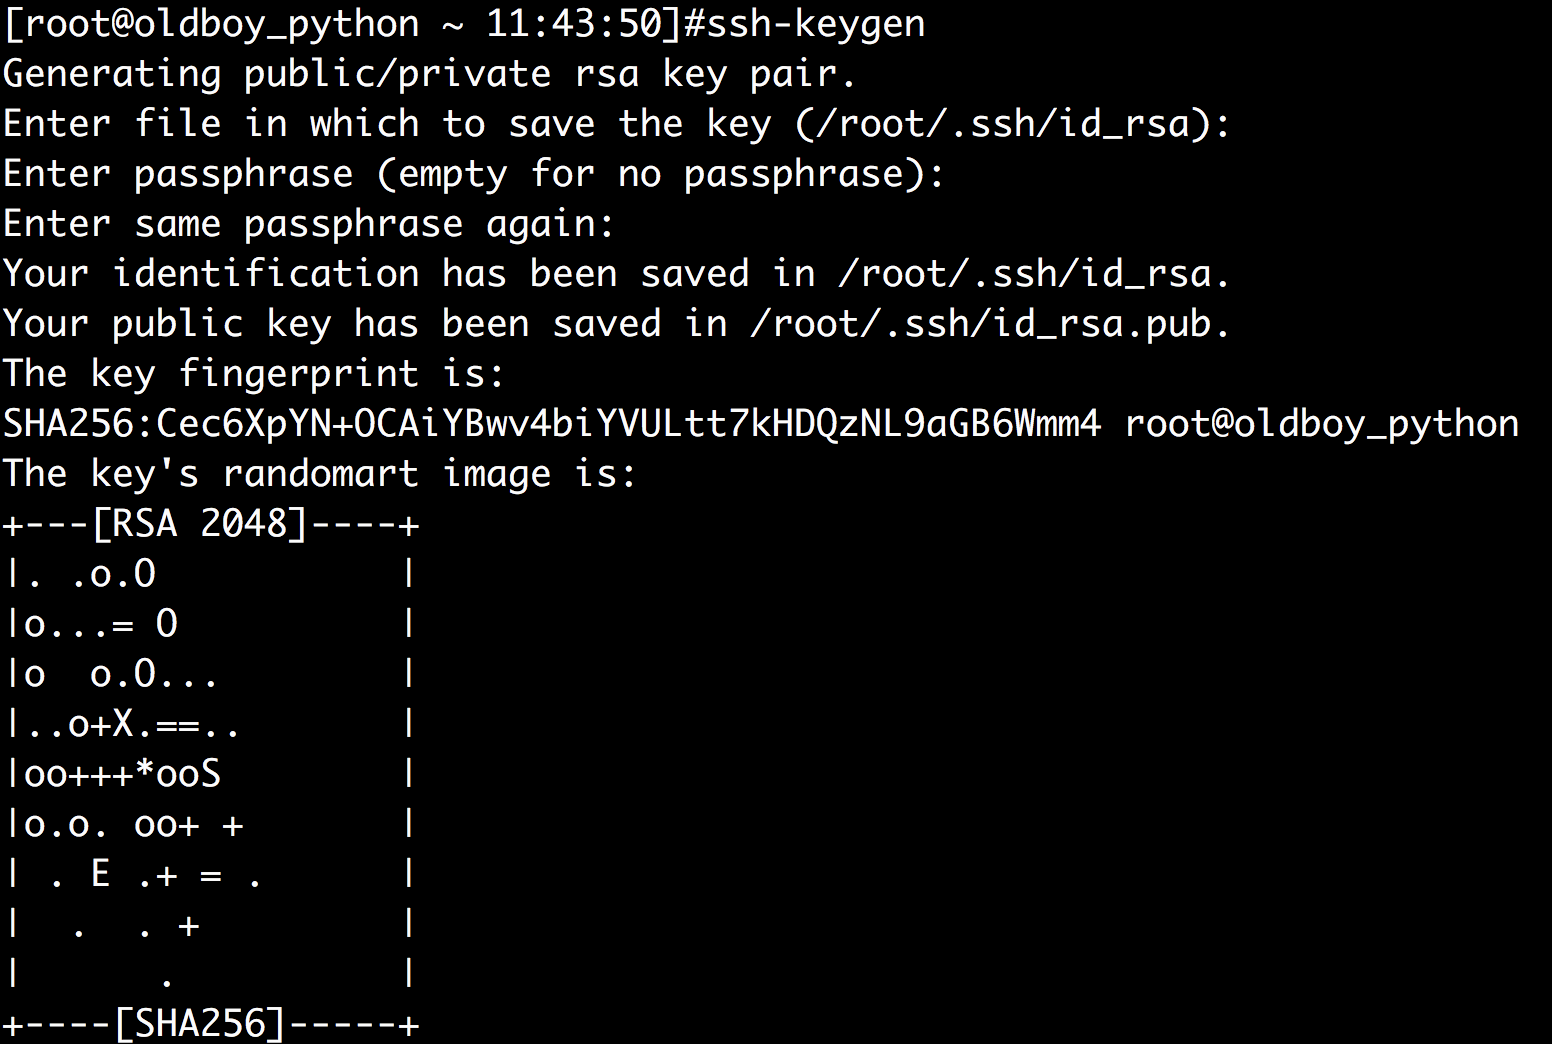 [root@oldboy_python ~ 11:43:50]#ssh-keygen
Generating public/private rsa key pair.
Enter file in which to save the key (/root/.ssh/id_rsa):
Enter passphrase (empty for no passphrase):
Enter same passphrase again:
Your identification has been saved in /root/.ssh/id_rsa.
Your public key has been saved in /root/.ssh/id_rsa.pub.
The key fingerprint is:
SHA256:Cec6XpYN+OCAiYBwv4biYVULtt7kHDQzNL9aGB6Wmm4 root@oldboy_python
The key's randomart image is:
+---[RSA 2048]----+
|. .o.O           |
|o...= O          |
|o  o.O...        |
|..o+X.==..       |
|oo+++*ooS        |
|o.o. oo+ +       |
| . E .+ = .      |
|  .  . +         |
|      .          |
+----[SHA256]-----+